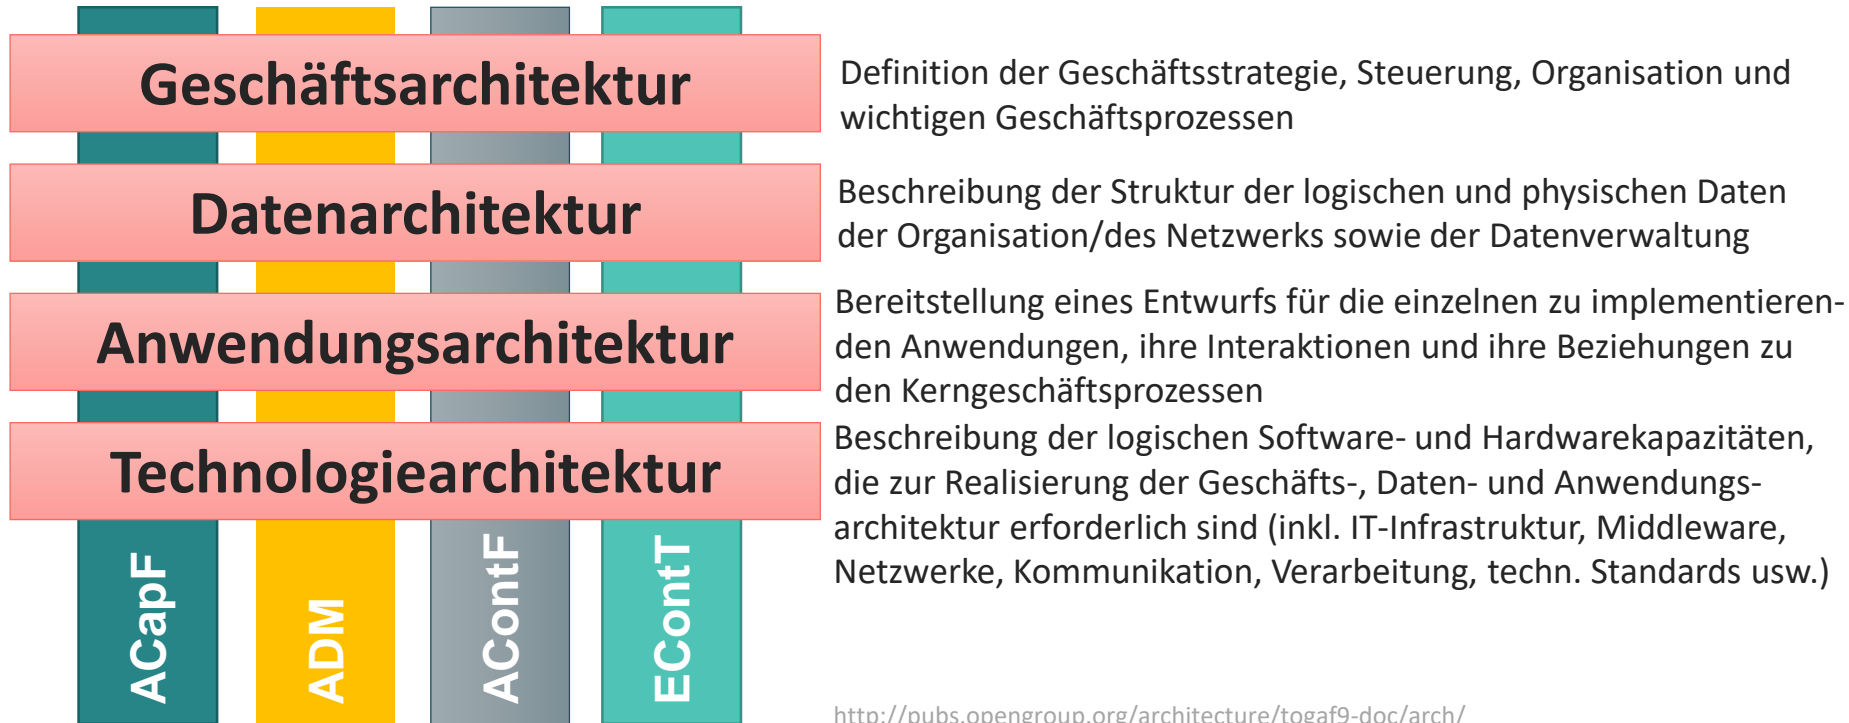 Geschäftsarchitektur
Definition der Geschäftsstrategie, Steuerung, Organisation und
wichtigen Geschäftsprozessen
Datenarchitektur
Beschreibung der Struktur der logischen und physischen Daten
der Organisation/des Netzwerks sowie der Datenverwaltung
Anwendungsarchitektur
Bereitstellung eines Entwurfs für die einzelnen zu implementieren-
den Anwendungen, ihre Interaktionen und ihre Beziehungen zu
den Kerngeschäftsprozessen
Technologiearchitektur
Beschreibung der logischen Software- und Hardwarekapazitäten,
die zur Realisierung der Geschäfts-, Daten- und Anwendungs-
architektur erforderlich sind (inkl. IT-Infrastruktur, Middleware,
Netzwerke, Kommunikation, Verarbeitung, techn. Standards usw.)
ACapF
ADM
AContF
EContT
http://pubs.opengroup.org/architecture/togaf9-doc/arch/